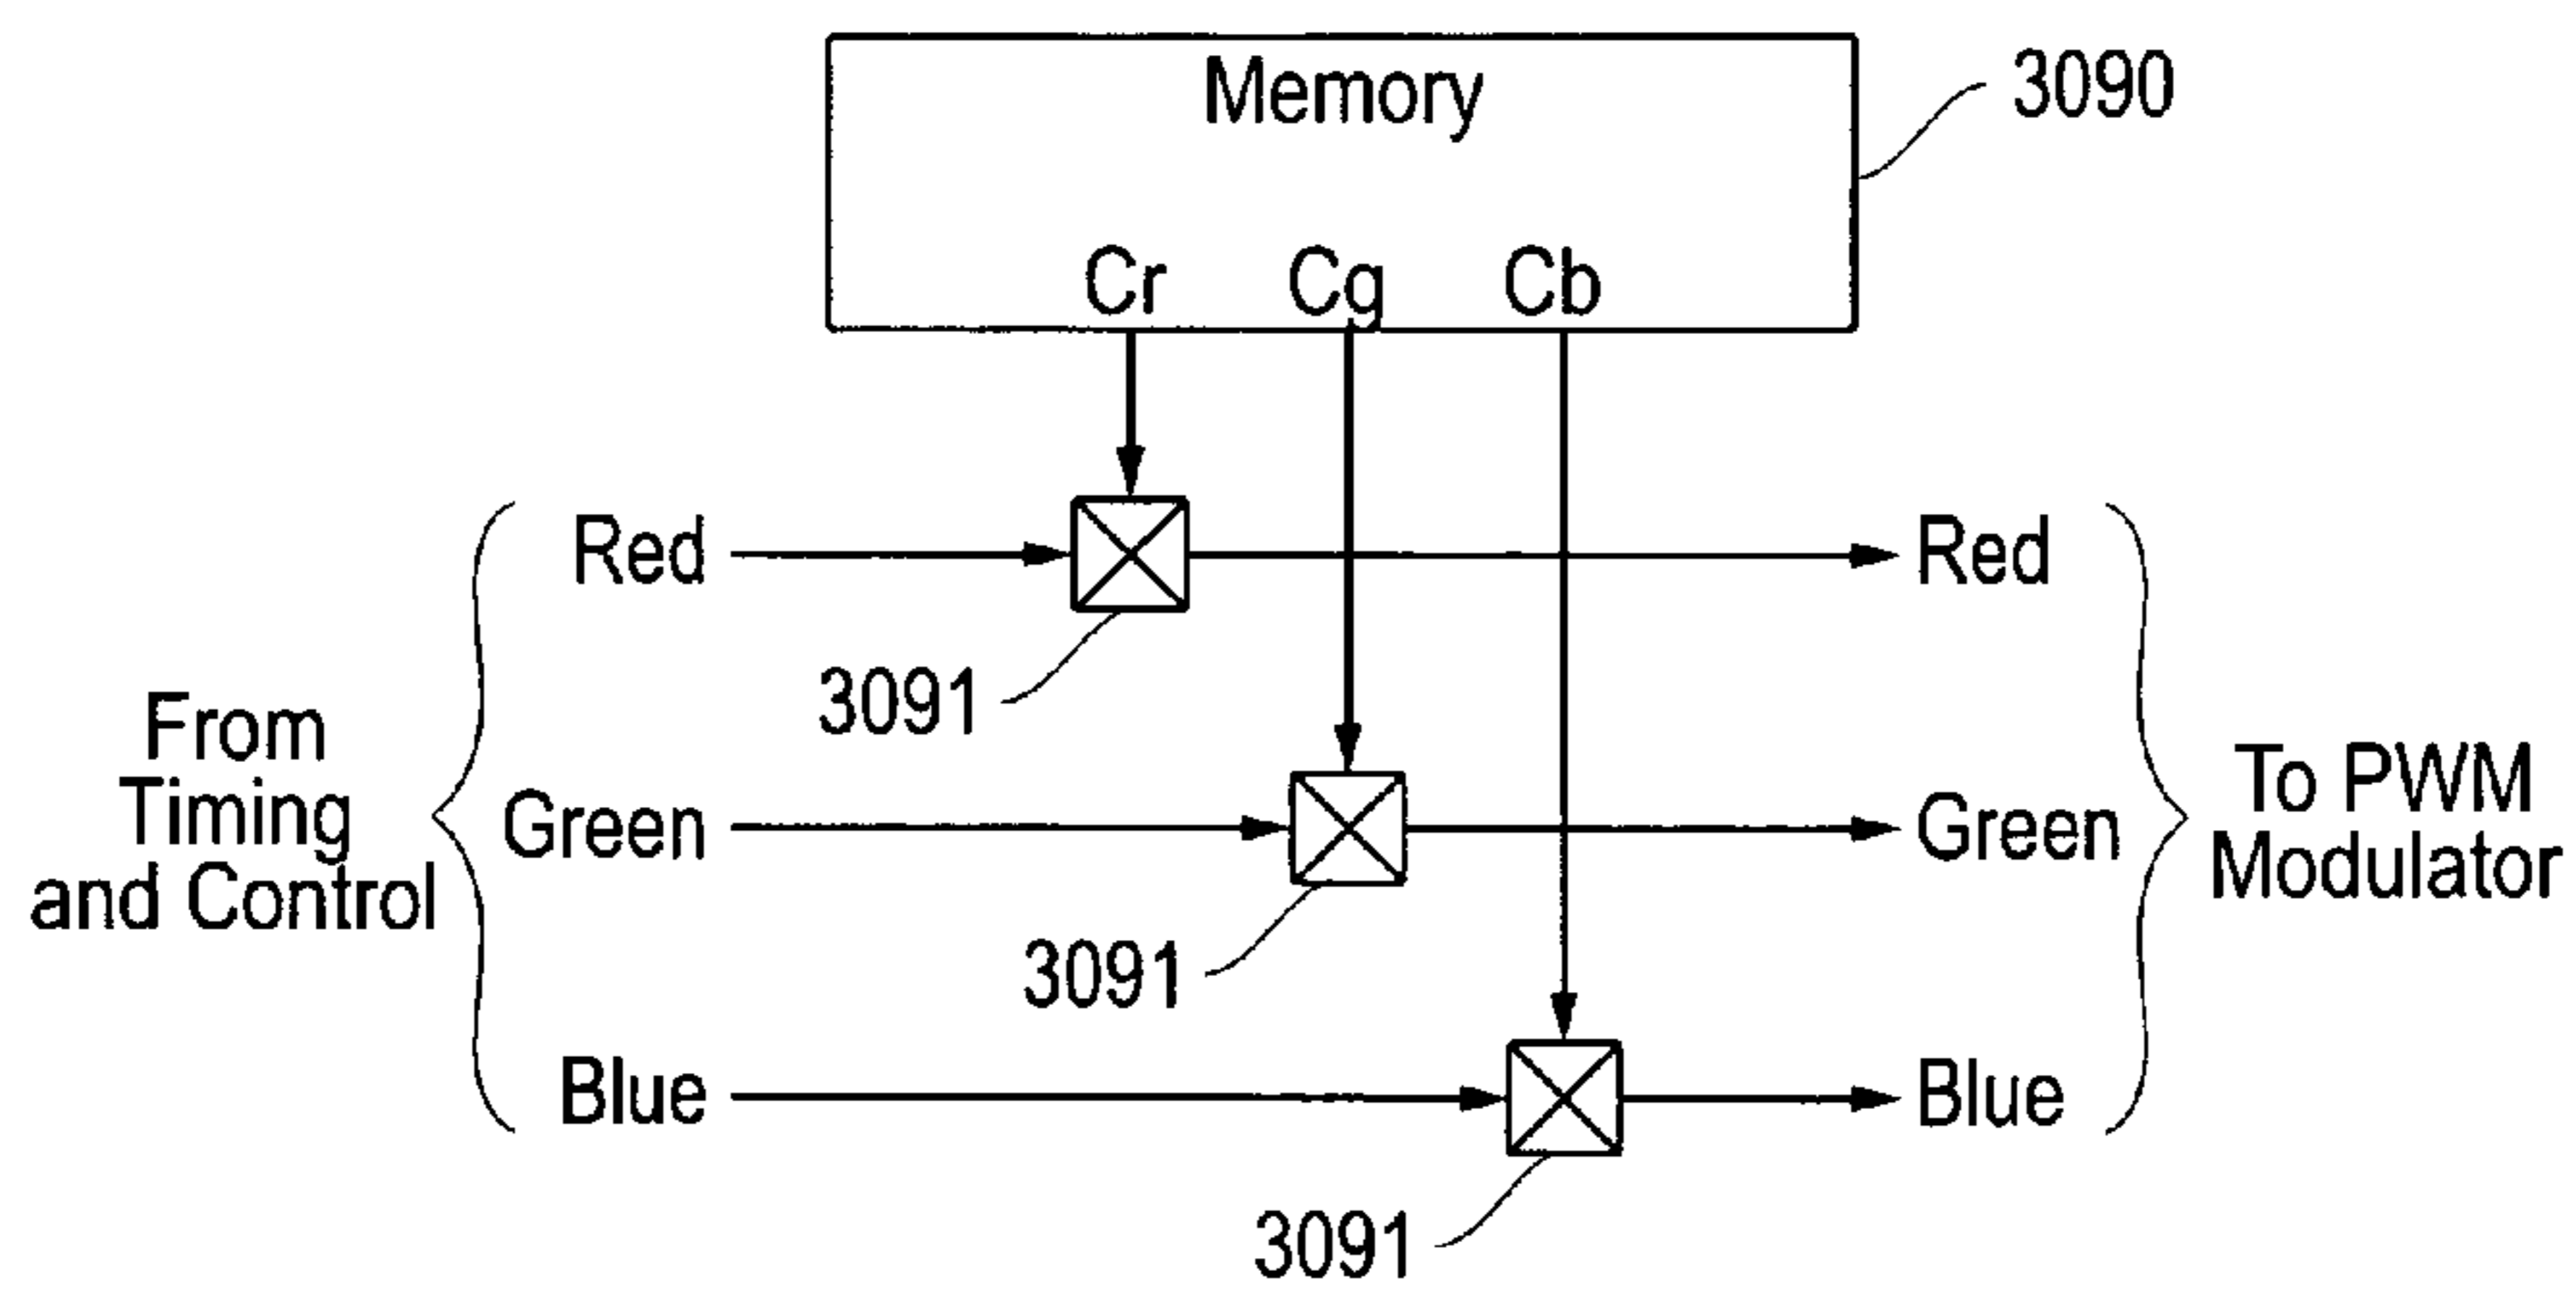 Memory
3090
Cr Cg Cb
Red Red
3091
From
Timing
and Control
Green Green
To PWM
Modulator
3091
Blue Blue
3091